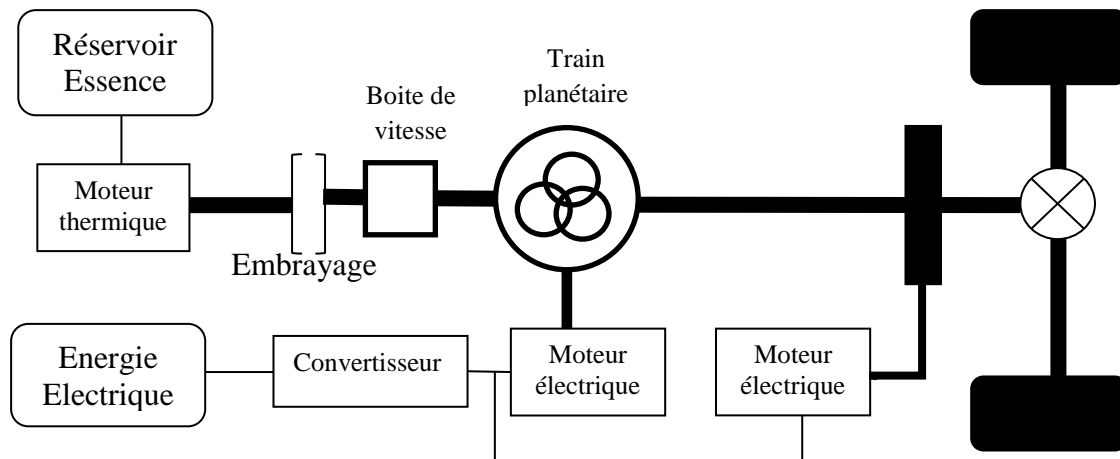 Réservoir
Essence
Train
planétaire
Boite de
vitesse
Moteur
thermique
Embrayage
Energie
Electrique
Convertisseur
Moteur
électrique
Moteur
électrique